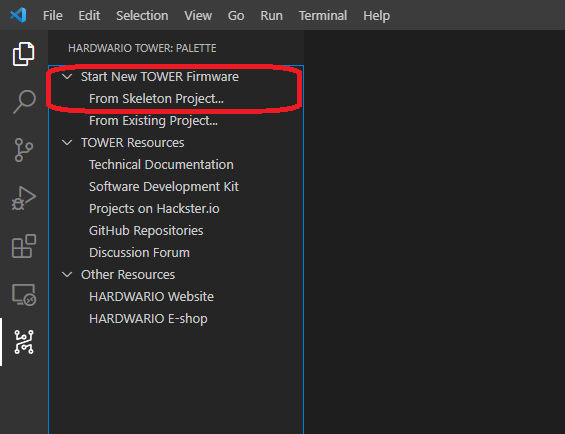 File Edit View Go Run Terminal Help
HARDWARIO TOWER: PALETTE
Start New TOWER Firmware
From Skeleton Project...
From Existing Project...
TOWER Resources
Technical Documentation
Software Development Kit
Projects on Hackster.io
GitHub Repositories
Discussion Forum
Other Resources
HARDWARIO Website
HARDWARIO E-shop